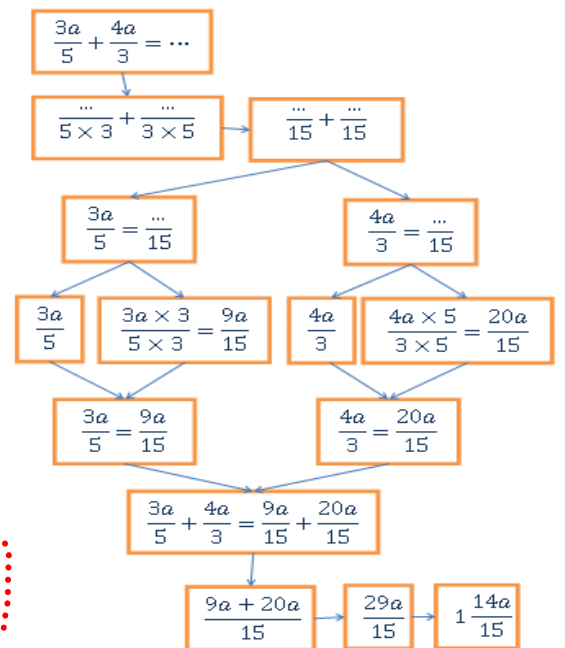 3a/5 + 4a/3 = ...
.../(5 × 3) + .../(3 × 5)
.../15 + .../15
3a/5 = .../15
4a/3 = .../15
3a/5
(3a × 3)/(5 × 3) = 9a/15
4a/3
(4a × 5)/(3 × 5) = 20a/15
3a/5 = 9a/15
4a/3 = 20a/15
3a/5 + 4a/3 = 9a/15 + 20a/15
(9a + 20a)/15
29a/15
1 14a/15